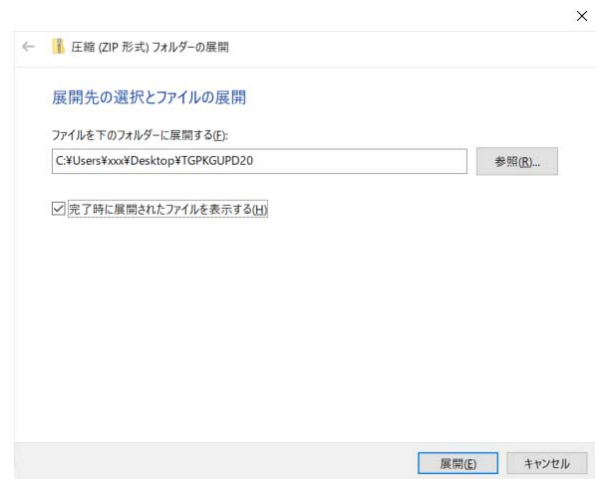 圧縮 (ZIP 形式) フォルダーの展開
展開先の選択とファイルの展開
ファイルを下のフォルダーに展開する(F):
C:¥Users¥xxx¥Desktop¥TGPKGUPD20
参照(R)...
完了時に展開されたファイルを表示する(H)
展開(E)
キャンセル